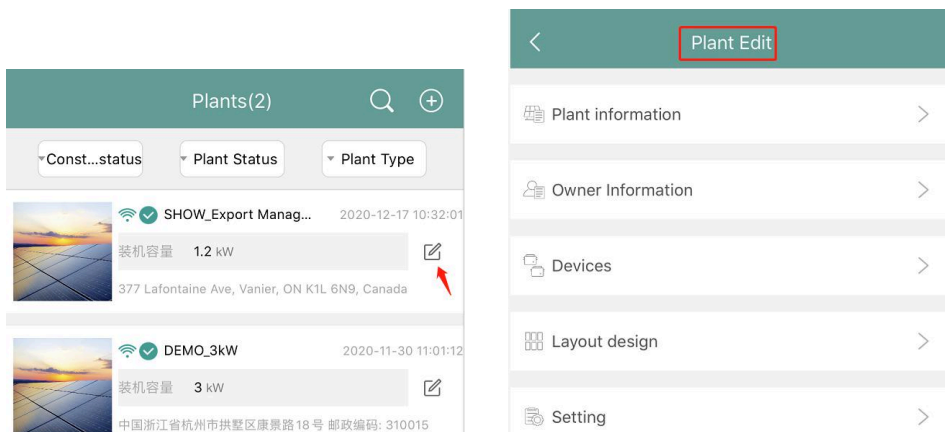 Plants(2)
Const...status Plant Status Plant Type
SHOW_Export Manag... 2020-12-17 10:32:01
装机容量 1.2 kW
377 Lafontaine Ave, Vanier, ON K1L 6N9, Canada
DEMO_3kW 2020-11-30 11:01:12
装机容量 3 kW
中国浙江省杭州市拱墅区康景路18号 邮政编码: 310015
Plant Edit
Plant information
Owner Information
Devices
Layout design
Setting